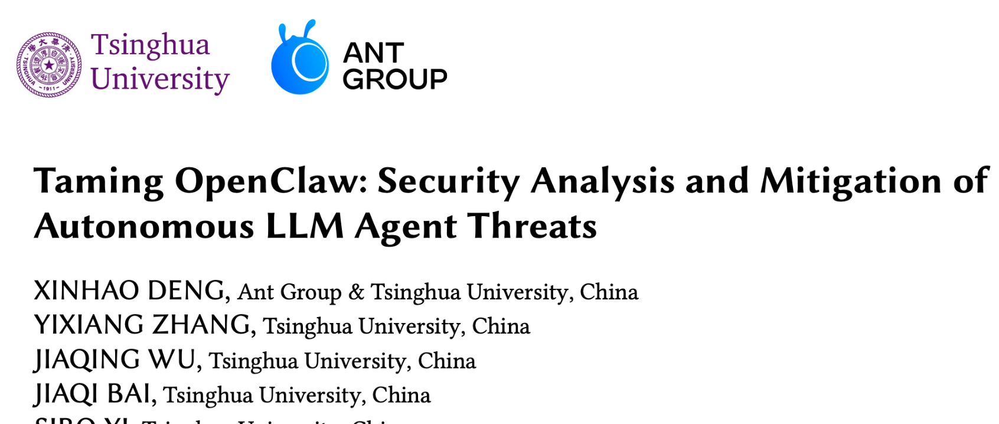 Tsinghua
University
ANT
GROUP
Taming OpenClaw: Security Analysis and Mitigation of
Autonomous LLM Agent Threats
XINHAO DENG, Ant Group & Tsinghua University, China
YIXIANG ZHANG, Tsinghua University, China
JIAQING WU, Tsinghua University, China
JIAQI BAI, Tsinghua University, China